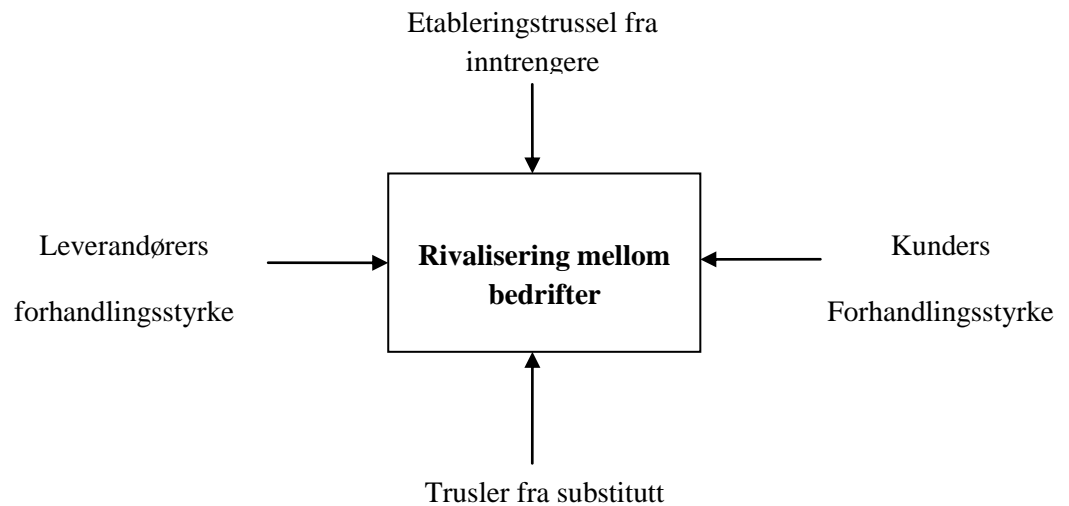 Etableringstrussel fra
inntrengere
Leverandørers
forhandlingsstyrke
Rivalisering mellom
bedrifter
Kunders
Forhandlingsstyrke
Trusler fra substitutt